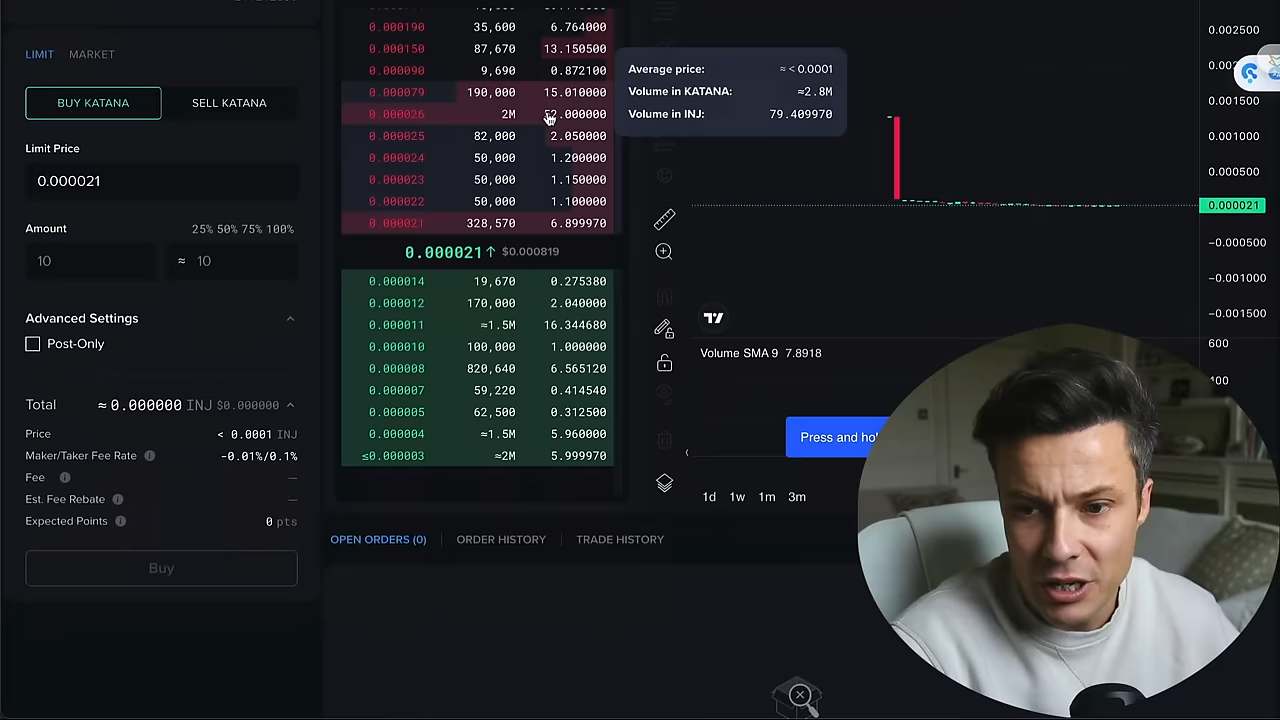 LIMIT MARKET
BUY KATANA SELL KATANA
Limit Price
0.000021
Amount 25% 50% 75% 100%
10 ≈ 10
Advanced Settings
Post-Only
Total ≈ 0.000000 INJ $0.000000
Price < 0.0001 INJ
Maker/Taker Fee Rate -0.01%/0.1%
Fee —
Est. Fee Rebate —
Expected Points 0 pts
Buy
0.000190 35,600 6.764000
0.000150 87,670 13.150500
0.000090 9,690 0.872100
0.000079 190,000 15.010000
0.000026 2M .000000
0.000025 82,000 2.050000
0.000024 50,000 1.200000
0.000023 50,000 1.150000
0.000022 50,000 1.100000
0.000021 328,570 6.899970
0.000021↑ $0.000819
0.000014 19,670 0.275380
0.000012 170,000 2.040000
0.000011 ≈1.5M 16.344680
0.000010 100,000 1.000000
0.000008 820,640 6.565120
0.000007 59,220 0.414540
0.000005 62,500 0.312500
0.000004 ≈1.5M 5.960000
≤0.000003 ≈2M 5.999970
Average price: ≈ < 0.0001
Volume in KATANA: ≈2.8M
Volume in INJ: 79.409970
0.002500
0.001500
0.001000
0.000500
0.000021
−0.000500
−0.001000
−0.001500
600
Volume SMA 9 7.8918
Press and hol
1d 1w 1m 3m
OPEN ORDERS (0) ORDER HISTORY TRADE HISTORY